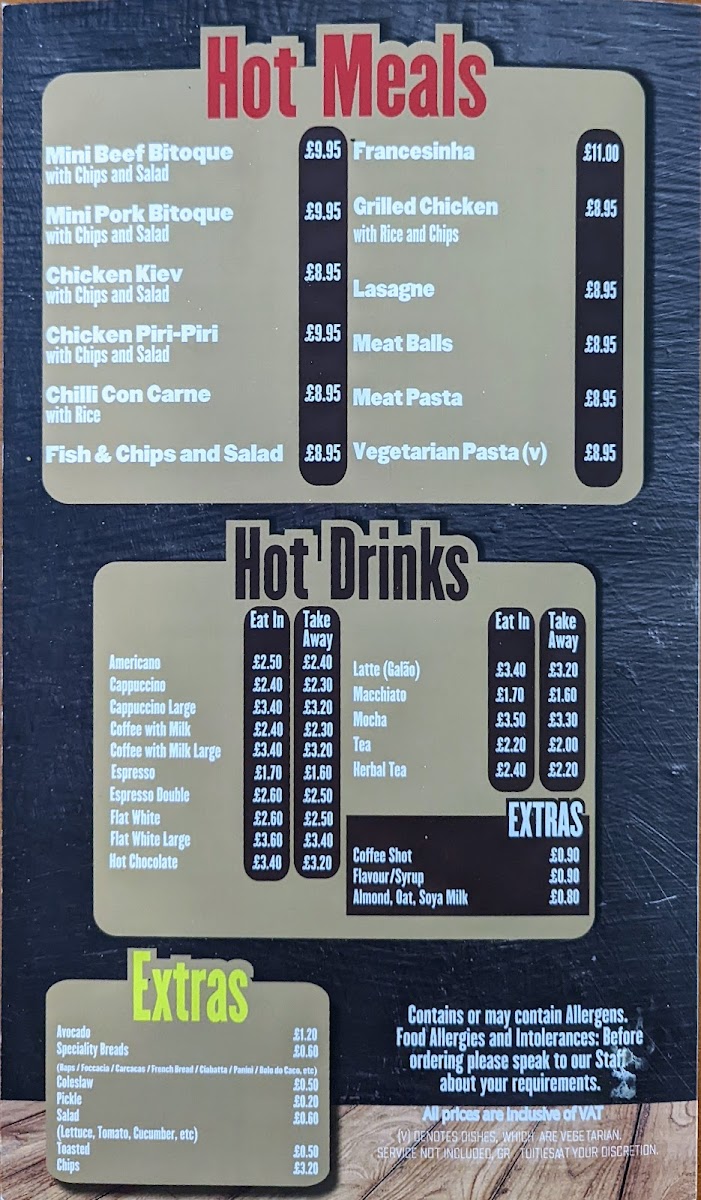 Hot Meals
Mini Beef Bitoque £9.95
with Chips and Salad
Mini Pork Bitoque £9.95
with Chips and Salad
Chicken Kiev £8.95
with Chips and Salad
Chicken Piri-Piri £9.95
with Chips and Salad
Chilli Con Carne £8.95
with Rice
Fish & Chips and Salad £8.95
Francesinha £11.00
Grilled Chicken £8.95
with Rice and Chips
Lasagne £8.95
Meat Balls £8.95
Meat Pasta £8.95
Vegetarian Pasta (v) £8.95
Hot Drinks
Eat In Take Away
Americano £2.50 £2.40
Cappuccino £2.40 £2.30
Cappuccino Large £3.40 £3.20
Coffee with Milk £2.40 £2.30
Coffee with Milk Large £3.40 £3.20
Espresso £1.70 £1.60
Espresso Double £2.60 £2.50
Flat White £2.60 £2.50
Flat White Large £3.60 £3.40
Hot Chocolate £3.40 £3.20
Eat In Take Away
Latte (Galão) £3.40 £3.20
Macchiato £1.70 £1.60
Mocha £3.50 £3.30
Tea £2.20 £2.00
Herbal Tea £2.40 £2.20
EXTRAS
Coffee Shot £0.90
Flavour/Syrup £0.90
Almond, Oat, Soya Milk £0.80
Extras
Avocado £1.20
Speciality Breads £0.60
(Baps / Foccacia / Carcacas / French Bread / Ciabatta / Panini / Bolo do Caco, etc)
Coleslaw £0.50
Pickle £0.20
Salad £0.60
(Lettuce, Tomato, Cucumber, etc)
Toasted £0.50
Chips £3.20
Contains or may contain Allergens.
Food Allergies and Intolerances: Before
ordering please speak to our Staff
about your requirements.
All prices are inclusive of VAT
(V) DENOTES DISHES, WHICH ARE VEGETARIAN.
SERVICE NOT INCLUDED, GR TUITIES AT YOUR DISCRETION.